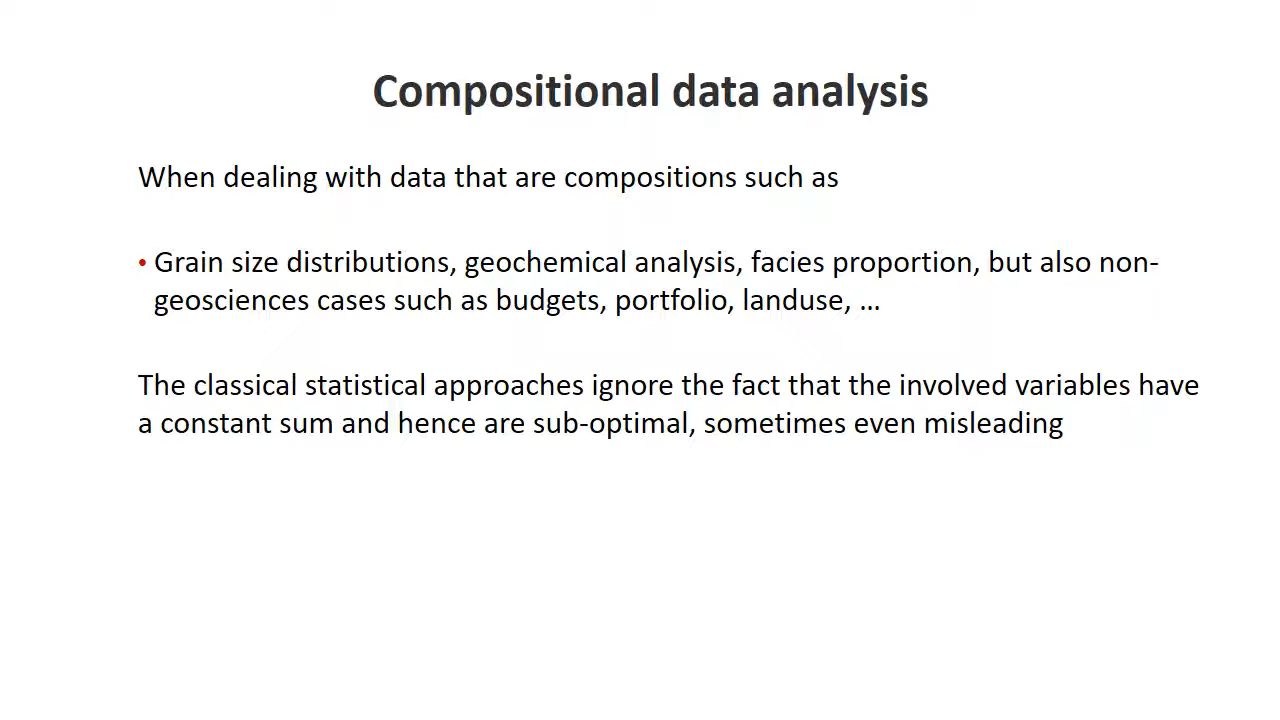 Compositional data analysis
When dealing with data that are compositions such as
• Grain size distributions, geochemical analysis, facies proportion, but also non-
geosciences cases such as budgets, portfolio, landuse, ...
The classical statistical approaches ignore the fact that the involved variables have
a constant sum and hence are sub-optimal, sometimes even misleading